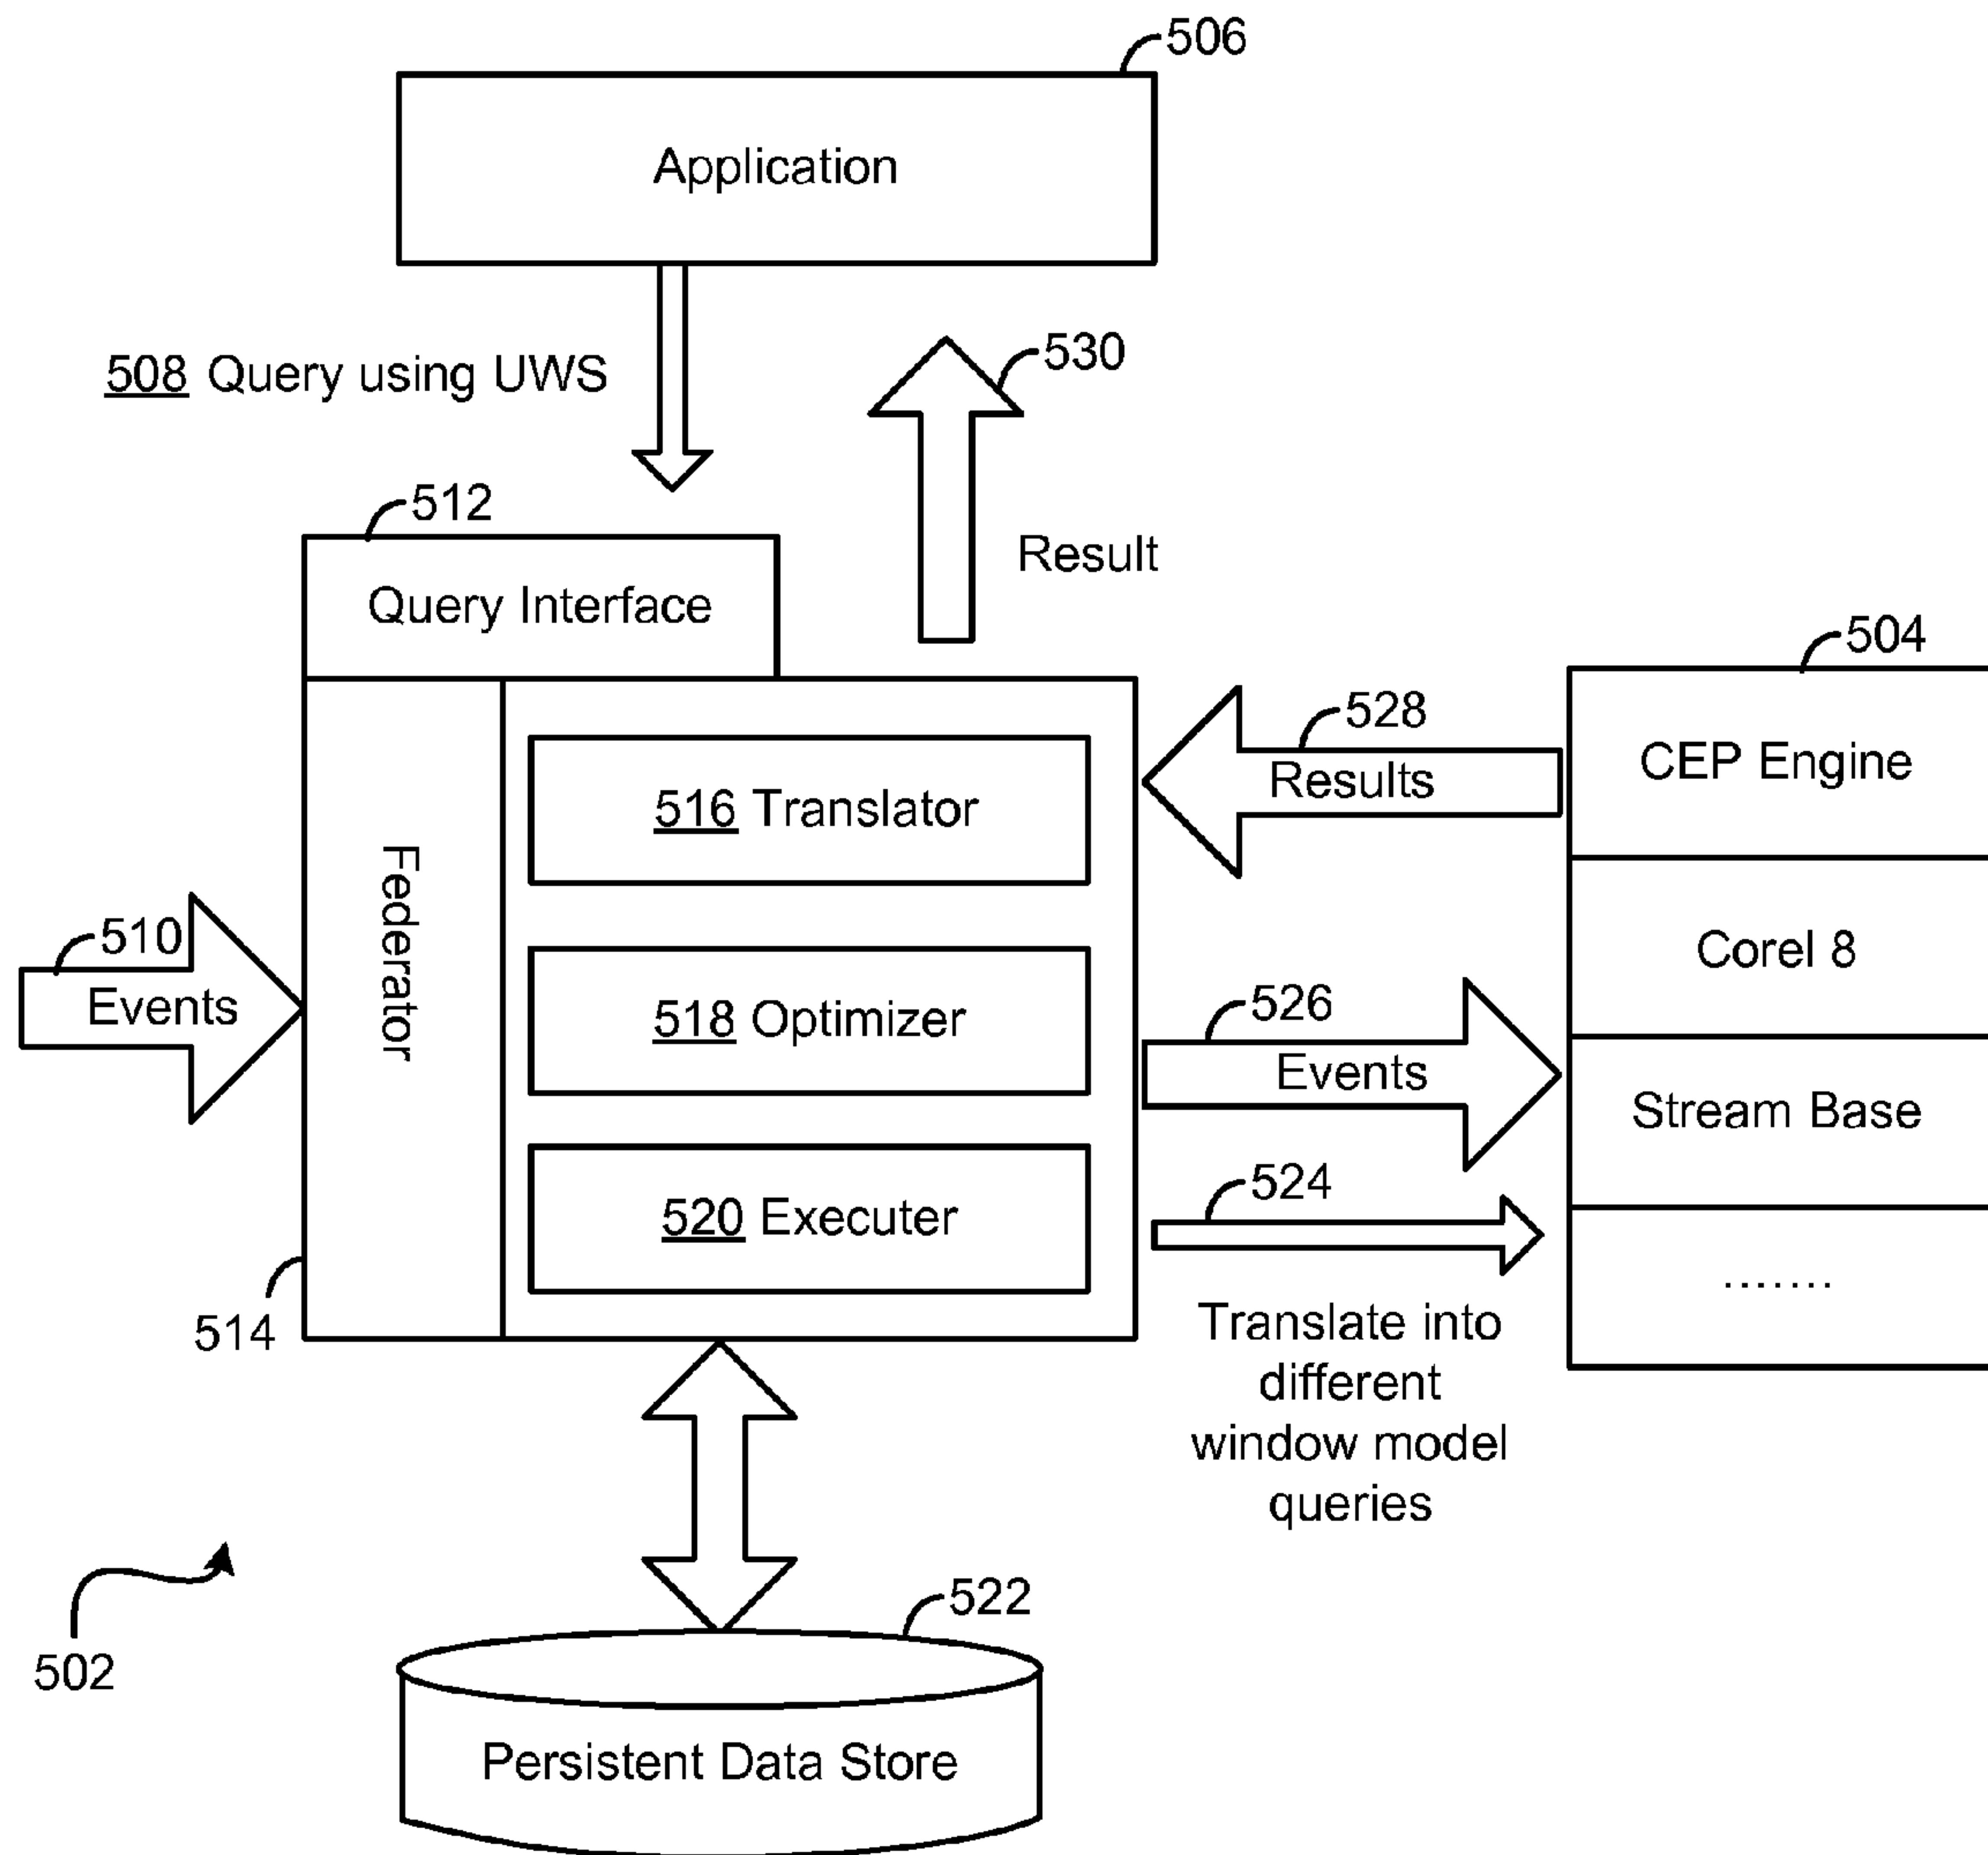 506
Application
508 Query using UWS
530
Result
512
Query Interface
504
528
Results
CEP Engine
516 Translator
Federator
510
Events
Corel 8
518 Optimizer
526
Events
Stream Base
524
520 Executer
.......
514
Translate into
different
window model
queries
502
522
Persistent Data Store